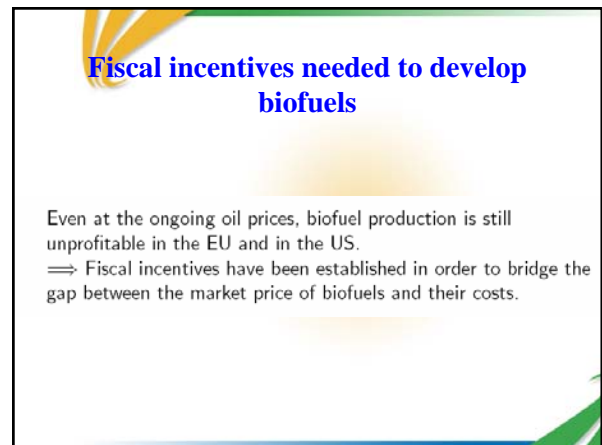 Fiscal incentives needed to develop
biofuels
Even at the ongoing oil prices, biofuel production is still
unprofitable in the EU and in the US.
⟹ Fiscal incentives have been established in order to bridge the
gap between the market price of biofuels and their costs.